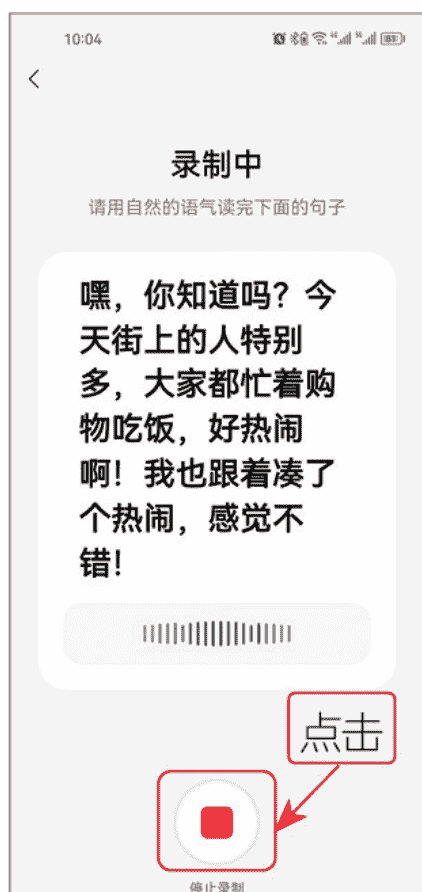 10:04
录制中
请用自然的语气读完下面的句子
嘿，你知道吗？今
天街上的人特别
多，大家都忙着购
物吃饭，好热闹
啊！我也跟着凑了
个热闹，感觉不
错！
点击
停止录制